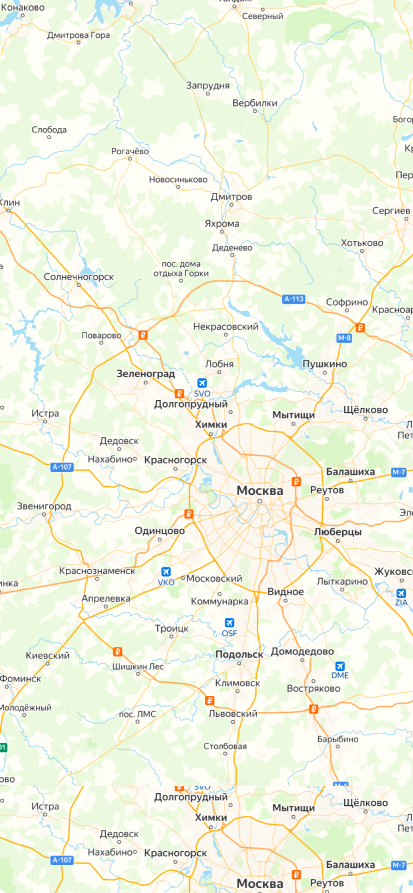 Конаково
Северный
Дмитрова Гора
Запрудня
Вербилки
Слобода
Рогачёво
Новосиньково
Дмитров
Клин
Сергиев
Яхрома
Деденево
Хотьково
пос. дома
отдыха Горки
Солнечногорск
А-113
Софрино
Красноар
Некрасовский
М-8
Поварово
Лобня
Пушкино
Зеленоград
SVO
Долгопрудный
Истра
Мытищи
Щёлково
Химки
Дедовск
Нахабино
Красногорск
А-107
Балашиха
М-7
Москва
Реутов
Звенигород
Одинцово
Люберцы
Краснознаменск
VKO
Московский
Лыткарино
Жуковс
Апрелевка
Коммунарка
Видное
ZIA
Троицк
OSF
Киевский
Шишкин Лес
Подольск
Домодедово
DME
Фоминск
Климовск
Востряково
Молодёжный
пос. ЛМС
Львовский
Столбовая
Барыбино
SVO
Долгопрудный
Истра
Мытищи
Щёлково
Химки
Дедовск
Нахабино
Красногорск
А-107
Балашиха
М-7
Москва
Реутов